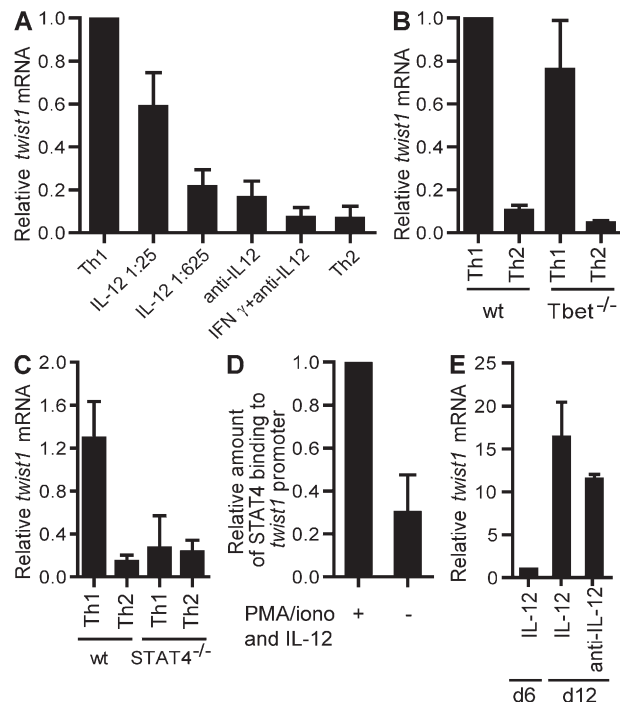 A
Relative twist1 mRNA
1.0
0.8
0.6
0.4
0.2
0.0
Th1
IL-12 1:25
IL-12 1:625
anti-IL12
IFN γ+anti-IL12
Th2
B
Relative twist1 mRNA
1.0
0.8
0.6
0.4
0.2
0.0
Th1
Th2
Th1
Th2
wt
Tbet-/-
C
Relative twist1 mRNA
2.0
1.6
1.2
0.8
0.4
0.0
Th1
Th2
Th1
Th2
wt
STAT4-/-
D
Relative amount
of STAT4 binding to
twist1 promoter
1.0
0.8
0.6
0.4
0.2
0.0
PMA/iono + -
and IL-12
E
Relative twist1 mRNA
25
20
15
10
5
0
IL-12
IL-12
anti-IL-12
d6
d12